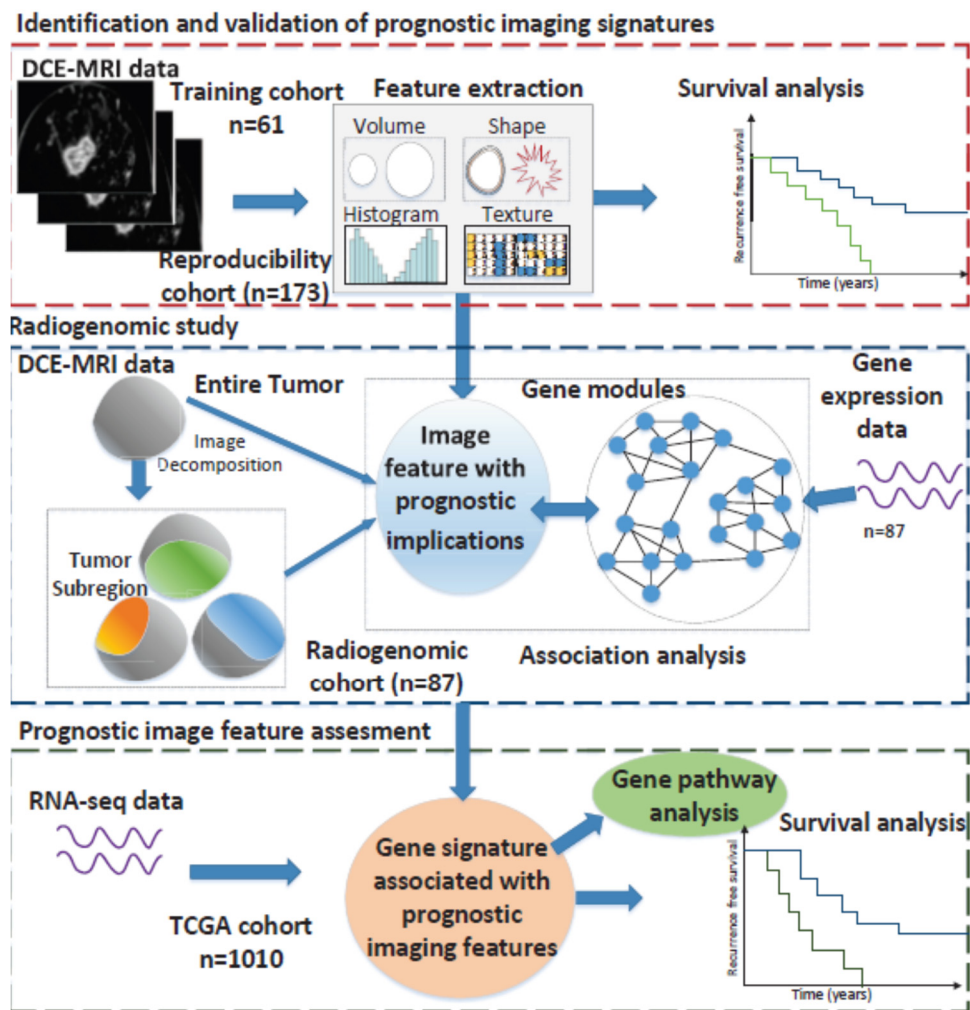 Identification and validation of prognostic imaging signatures
DCE-MRI data
Training cohort
n=61
Feature extraction
Volume
Shape
Histogram
Texture
Reproducibility
cohort (n=173)
Survival analysis
Recurrence free survival
Time (years)
Radiogenomic study
DCE-MRI data
Entire Tumor
Image
Decomposition
Tumor
Subregion
Image
feature with
prognostic
implications
Gene modules
Gene
expression
data
n=87
Radiogenomic
cohort (n=87)
Association analysis
Prognostic image feature assesment
RNA-seq data
TCGA cohort
n=1010
Gene signature
associated with
prognostic
imaging features
Gene pathway
analysis
Survival analysis
Recurrence free survival
Time (years)